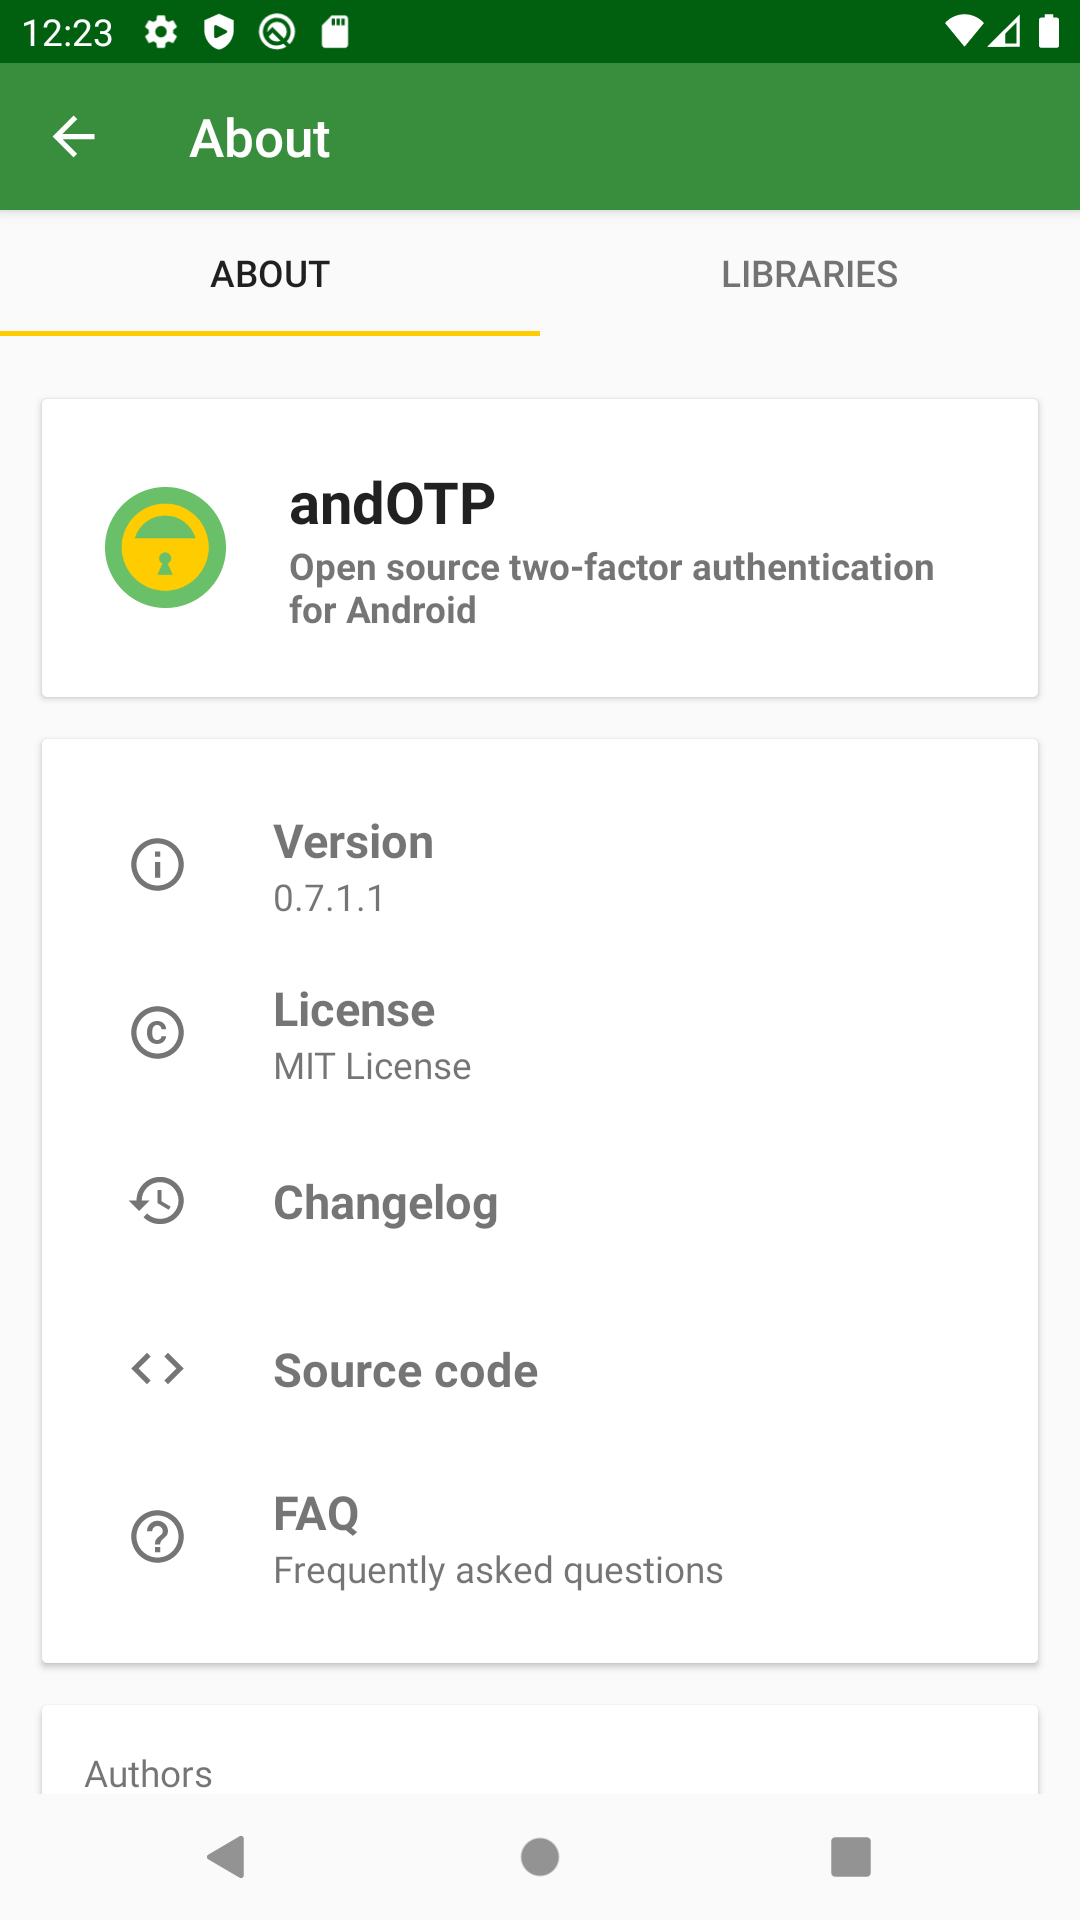 12:23
About
ABOUT
LIBRARIES
andOTP
Open source two-factor authentication
for Android
Version
0.7.1.1
License
MIT License
Changelog
Source code
FAQ
Frequently asked questions
Authors